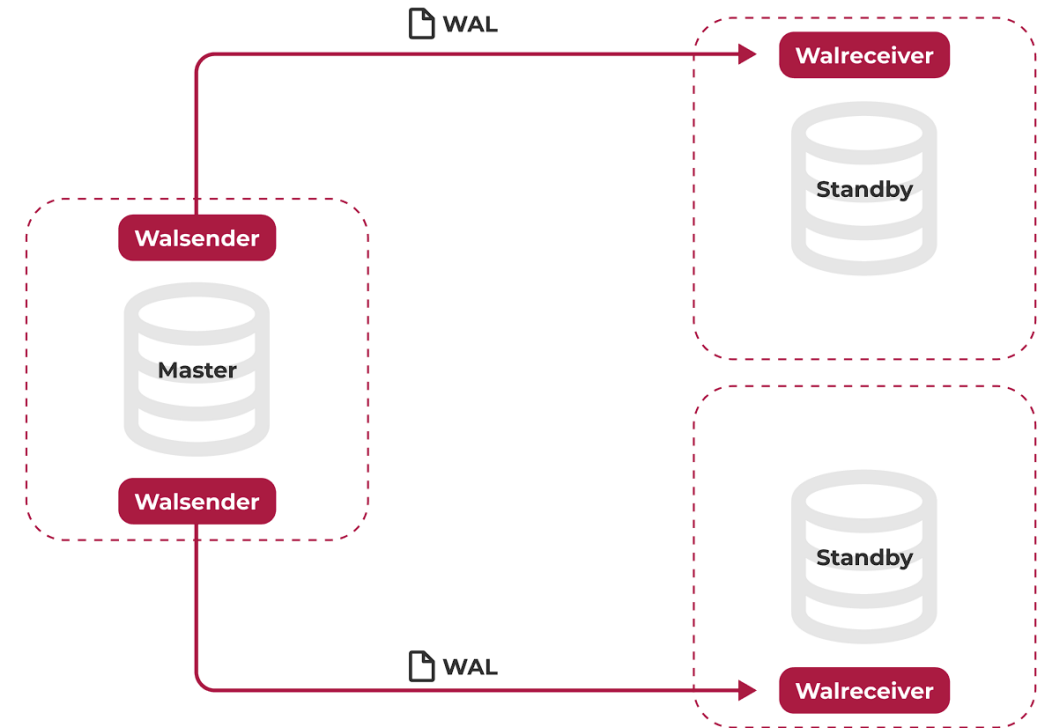 WAL
Walreceiver
Standby
Walsender
Master
Walsender
Standby
WAL
Walreceiver